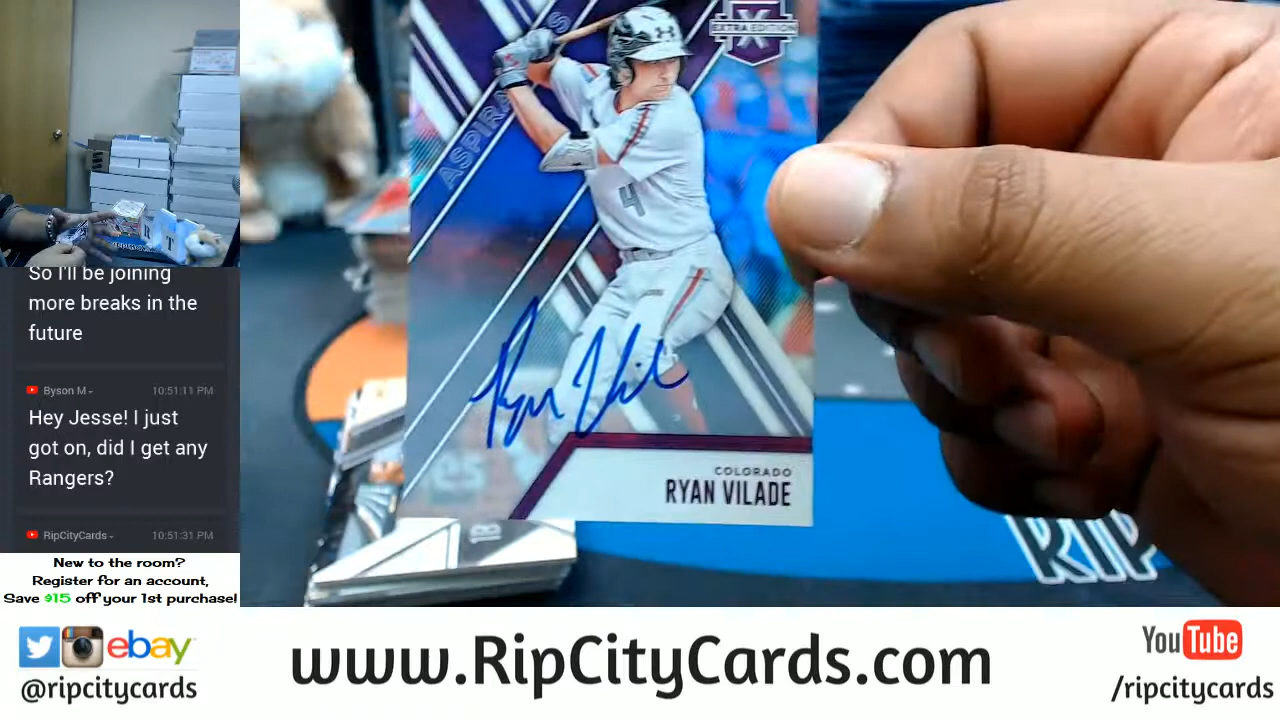 So I'll be joining
more breaks in the
future
Byson M
10:51:11 PM
Hey Jesse! I just
got on, did I get any
Rangers?
RipCityCards
10:51:31 PM
New to the room?
Register for an account,
Save $15 off your 1st purchase!
ebay
@ripcitycards
www.RipCityCards.com
YouTube
/ripcitycards
X
EXTRA EDITION
4
Ryan Vilade
COLORADO
RYAN VILADE
RIP
R
T